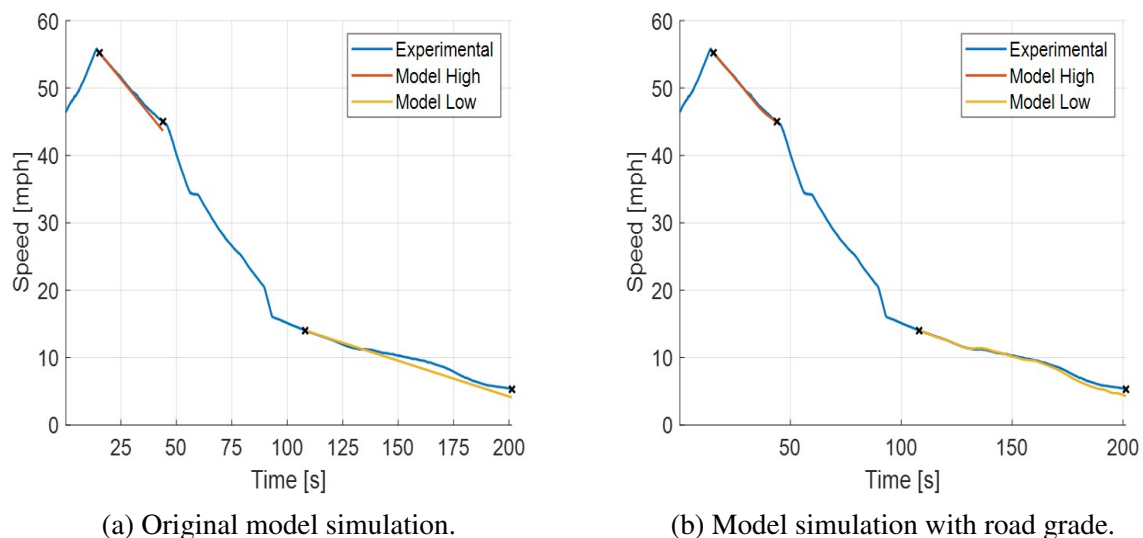 60
50
40
30
20
10
0
Speed [mph]
25
50
75
100
125
150
175
200
Time [s]
Experimental
Model High
Model Low
(a) Original model simulation.
60
50
40
30
20
10
0
Speed [mph]
50
100
150
200
Time [s]
Experimental
Model High
Model Low
(b) Model simulation with road grade.